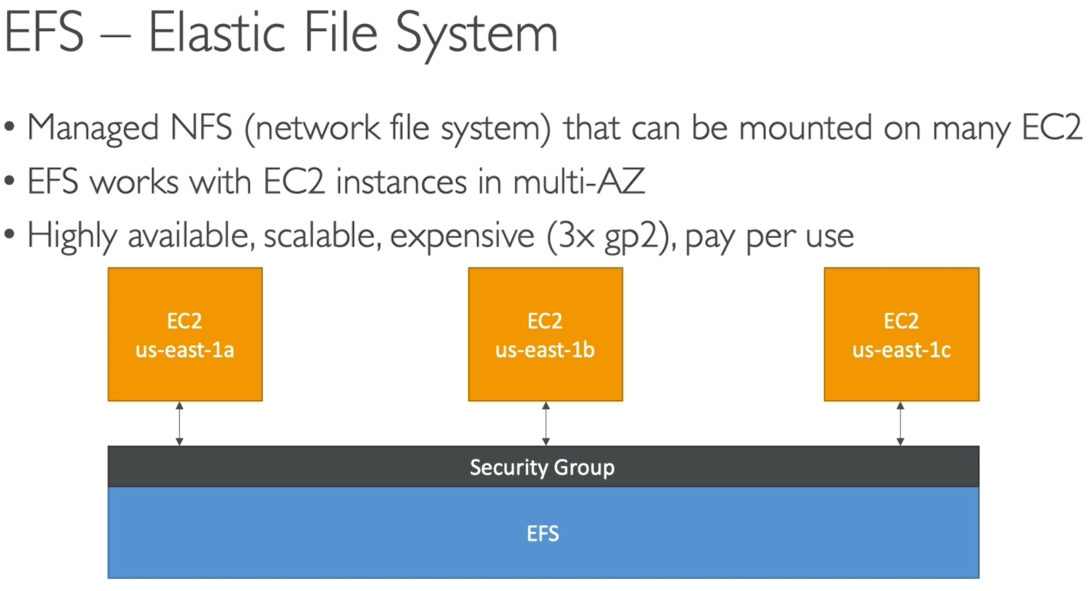 EFS – Elastic File System
• Managed NFS (network file system) that can be mounted on many EC2
• EFS works with EC2 instances in multi-AZ
• Highly available, scalable, expensive (3x gp2), pay per use
EC2
us-east-1a
EC2
us-east-1b
EC2
us-east-1c
Security Group
EFS